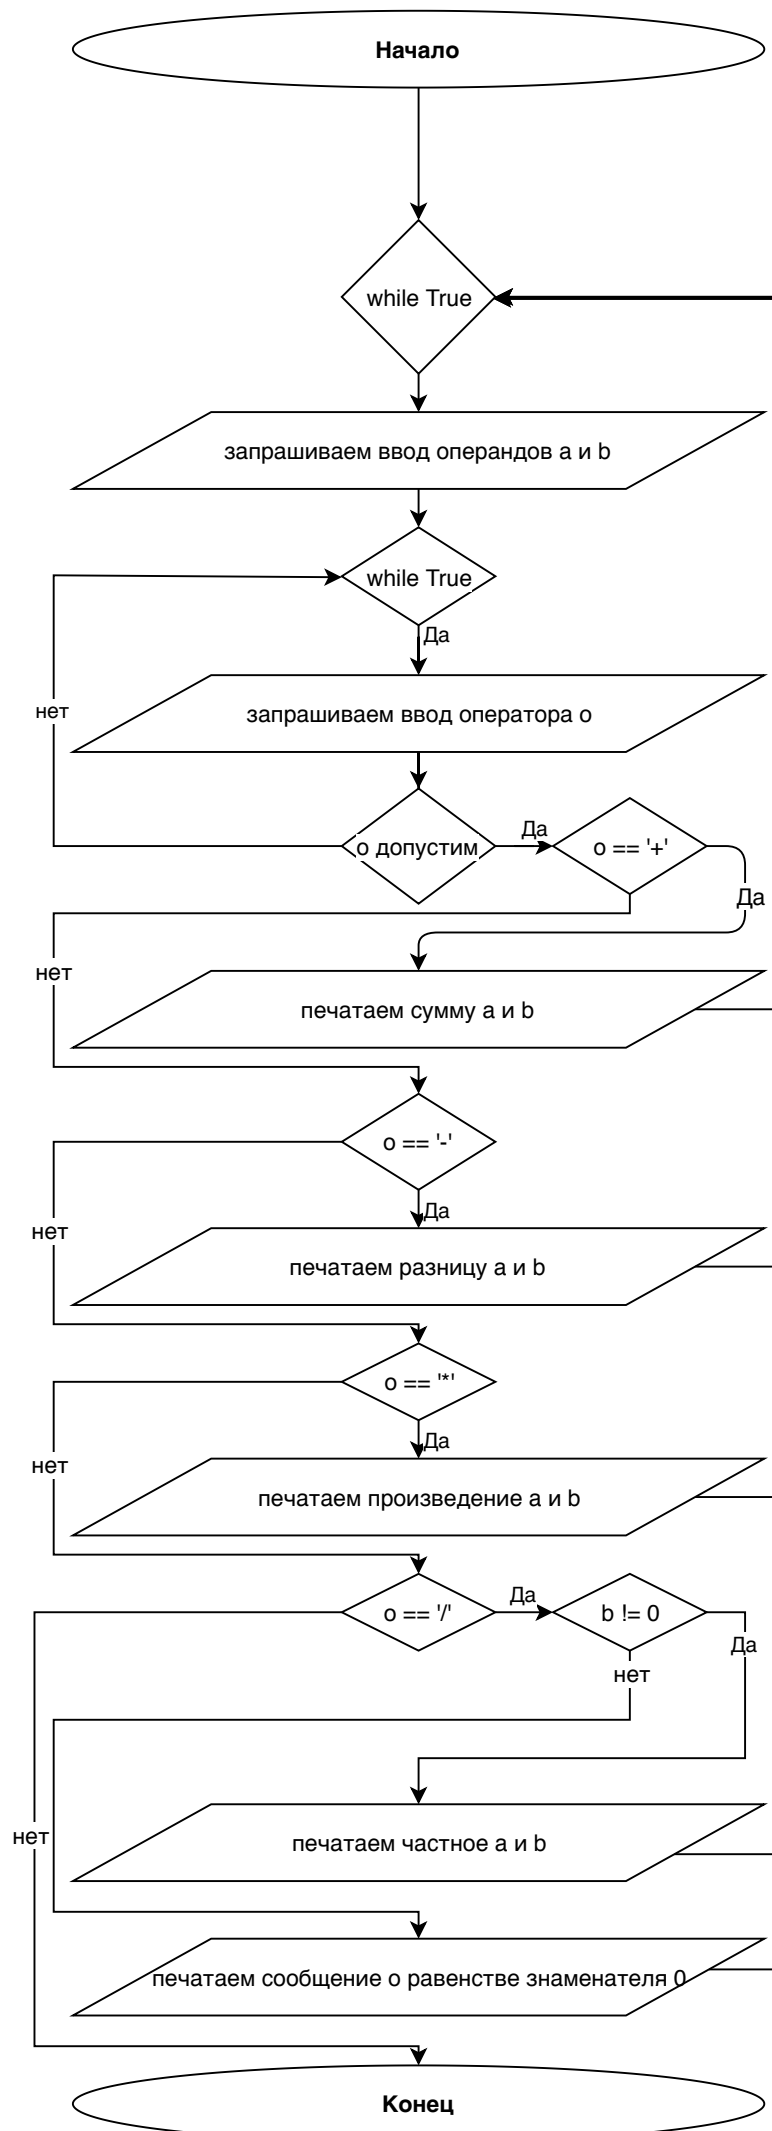 Начало
while True
запрашиваем ввод операндов a и b
while True
Да
нет
запрашиваем ввод оператора o
о допустим
Да
o == '+'
Да
нет
печатаем сумму a и b
o == '-'
Да
нет
печатаем разницу a и b
o == '*'
Да
нет
печатаем произведение a и b
o == '/'
Да
b != 0
Да
нет
нет
печатаем частное a и b
печатаем сообщение о равенстве знаменателя 0
Конец